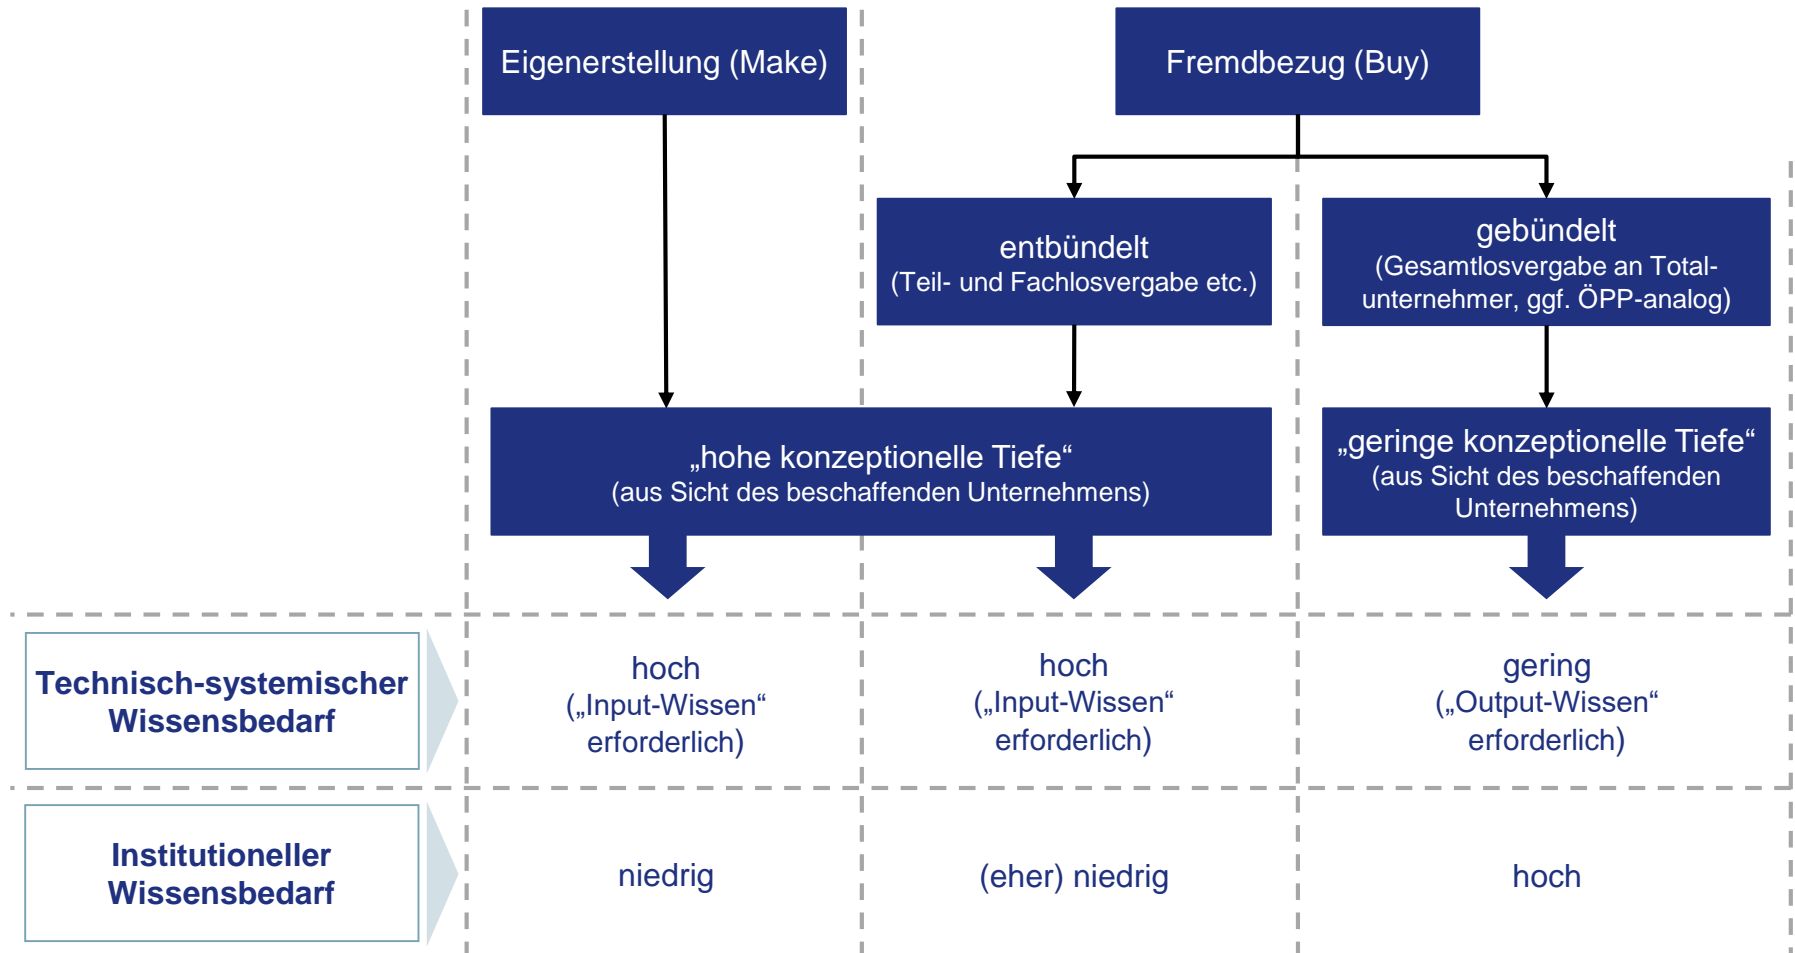 Eigenerstellung (Make)
Fremdbezug (Buy)
entbündelt
(Teil- und Fachlosvergabe etc.)
gebündelt
(Gesamtlosvergabe an Total-
unternehmer, ggf. ÖPP-analog)
„hohe konzeptionelle Tiefe“
(aus Sicht des beschaffenden Unternehmens)
„geringe konzeptionelle Tiefe“
(aus Sicht des beschaffenden
Unternehmens)
Technisch-systemischer
Wissensbedarf
hoch
(„Input-Wissen“
erforderlich)
hoch
(„Input-Wissen“
erforderlich)
gering
(„Output-Wissen“
erforderlich)
Institutioneller
Wissensbedarf
niedrig
(eher) niedrig
hoch